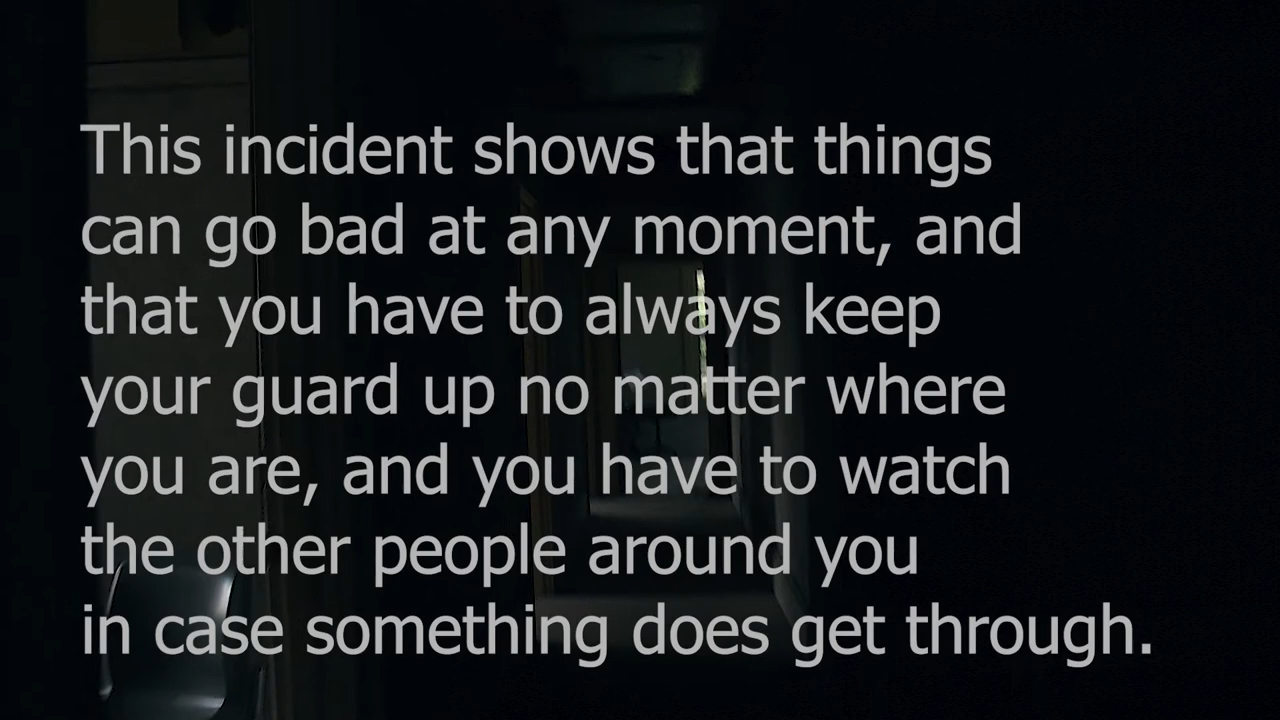 This incident shows that things
can go bad at any moment, and
that you have to always keep
your guard up no matter where
you are, and you have to watch
the other people around you
in case something does get through.